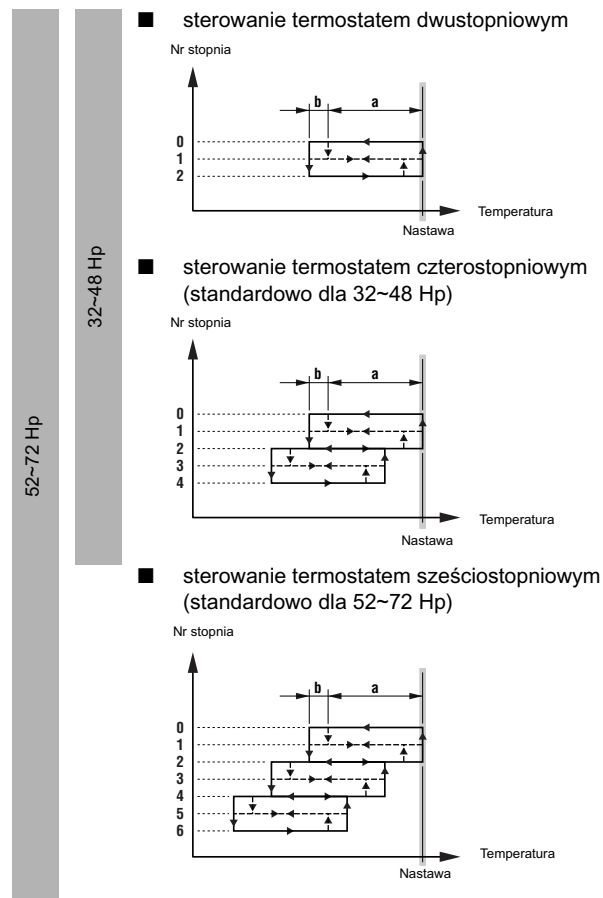 ■ sterowanie termostatem dwustopniowym
Nr stopnia
b a
0
1
2
Temperatura
Nastawa
■ sterowanie termostatem czterostopniowym
(standardowo dla 32~48 Hp)
Nr stopnia
b a
0
1
2
3
4
Temperatura
Nastawa
■ sterowanie termostatem sześciostopniowym
(standardowo dla 52~72 Hp)
Nr stopnia
b a
0
1
2
3
4
5
6
Temperatura
Nastawa
52~72 Hp
32~48 Hp